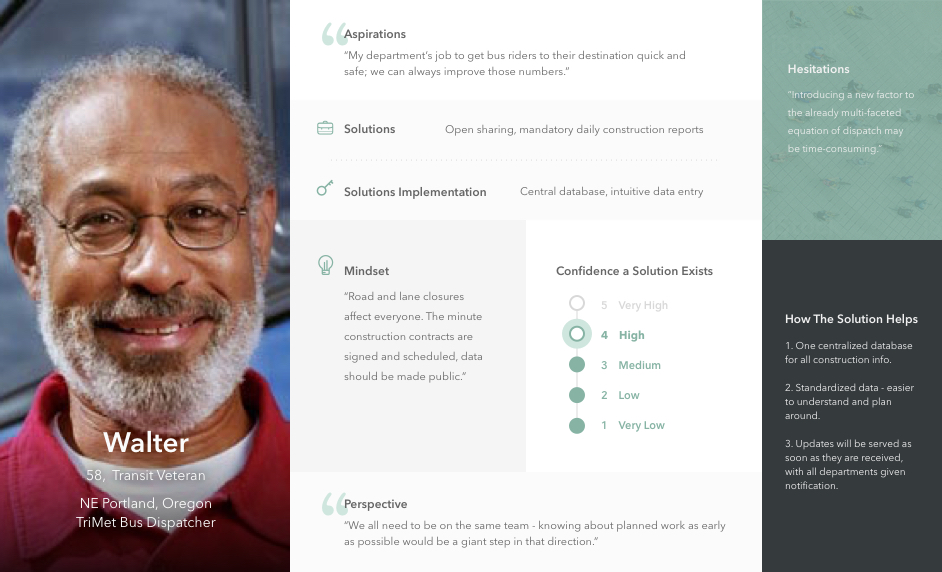 Walter
58, Transit Veteran
NE Portland, Oregon
TriMet Bus Dispatcher
Aspirations
“My department’s job to get bus riders to their destination quick and
safe; we can always improve those numbers.”
Solutions
Open sharing, mandatory daily construction reports
Solutions Implementation
Central database, intuitive data entry
Mindset
“Road and lane closures
affect everyone. The minute
construction contracts are
signed and scheduled, data
should be made public.”
Confidence a Solution Exists
5 Very High
4 High
3 Medium
2 Low
1 Very Low
Perspective
“We all need to be on the same team - knowing about planned work as early
as possible would be a giant step in that direction.”
Hesitations
“Introducing a new factor to
the already multi-faceted
equation of dispatch may
be time-consuming.”
How The Solution Helps
1. One centralized database
for all construction info.
2. Standardized data - easier
to understand and plan
around.
3. Updates will be served as
soon as they are received,
with all departments given
notification.